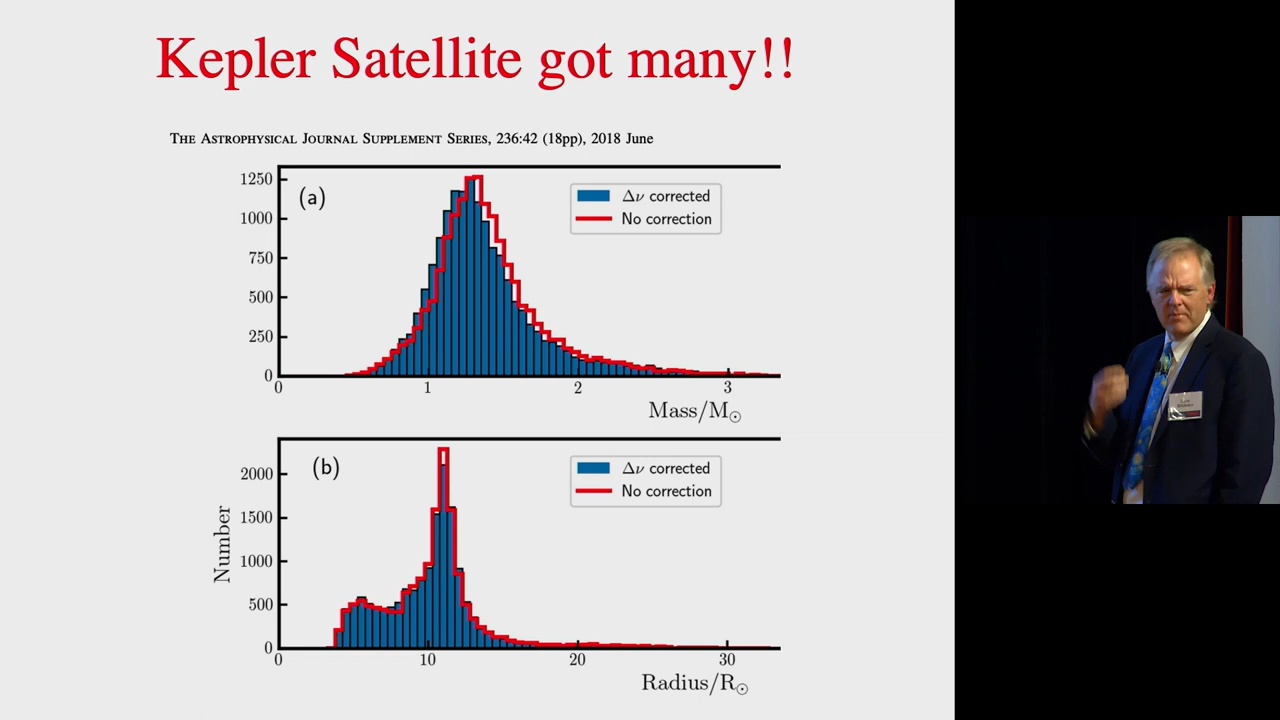 Kepler Satellite got many!!
THE ASTROPHYSICAL JOURNAL SUPPLEMENT SERIES, 236:42 (18pp), 2018 June
(a)
Δν corrected
No correction
1250
1000
750
500
250
0
0 1 2 3
Mass/M☉
(b)
Δν corrected
No correction
Number
2000
1500
1000
500
0
0 10 20 30
Radius/R☉